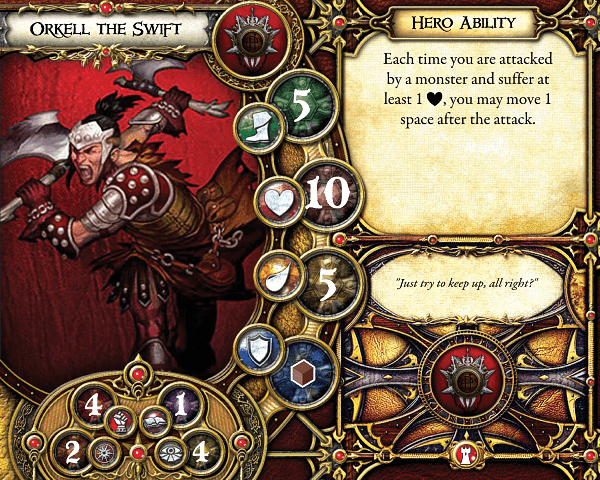 ORKELL THE SWIFT
5
10
5
4
1
2
4
HERO ABILITY
Each time you are attacked
by a monster and suffer at
least 1 ♥, you may move 1
space after the attack.
"Just try to keep up, all right?"